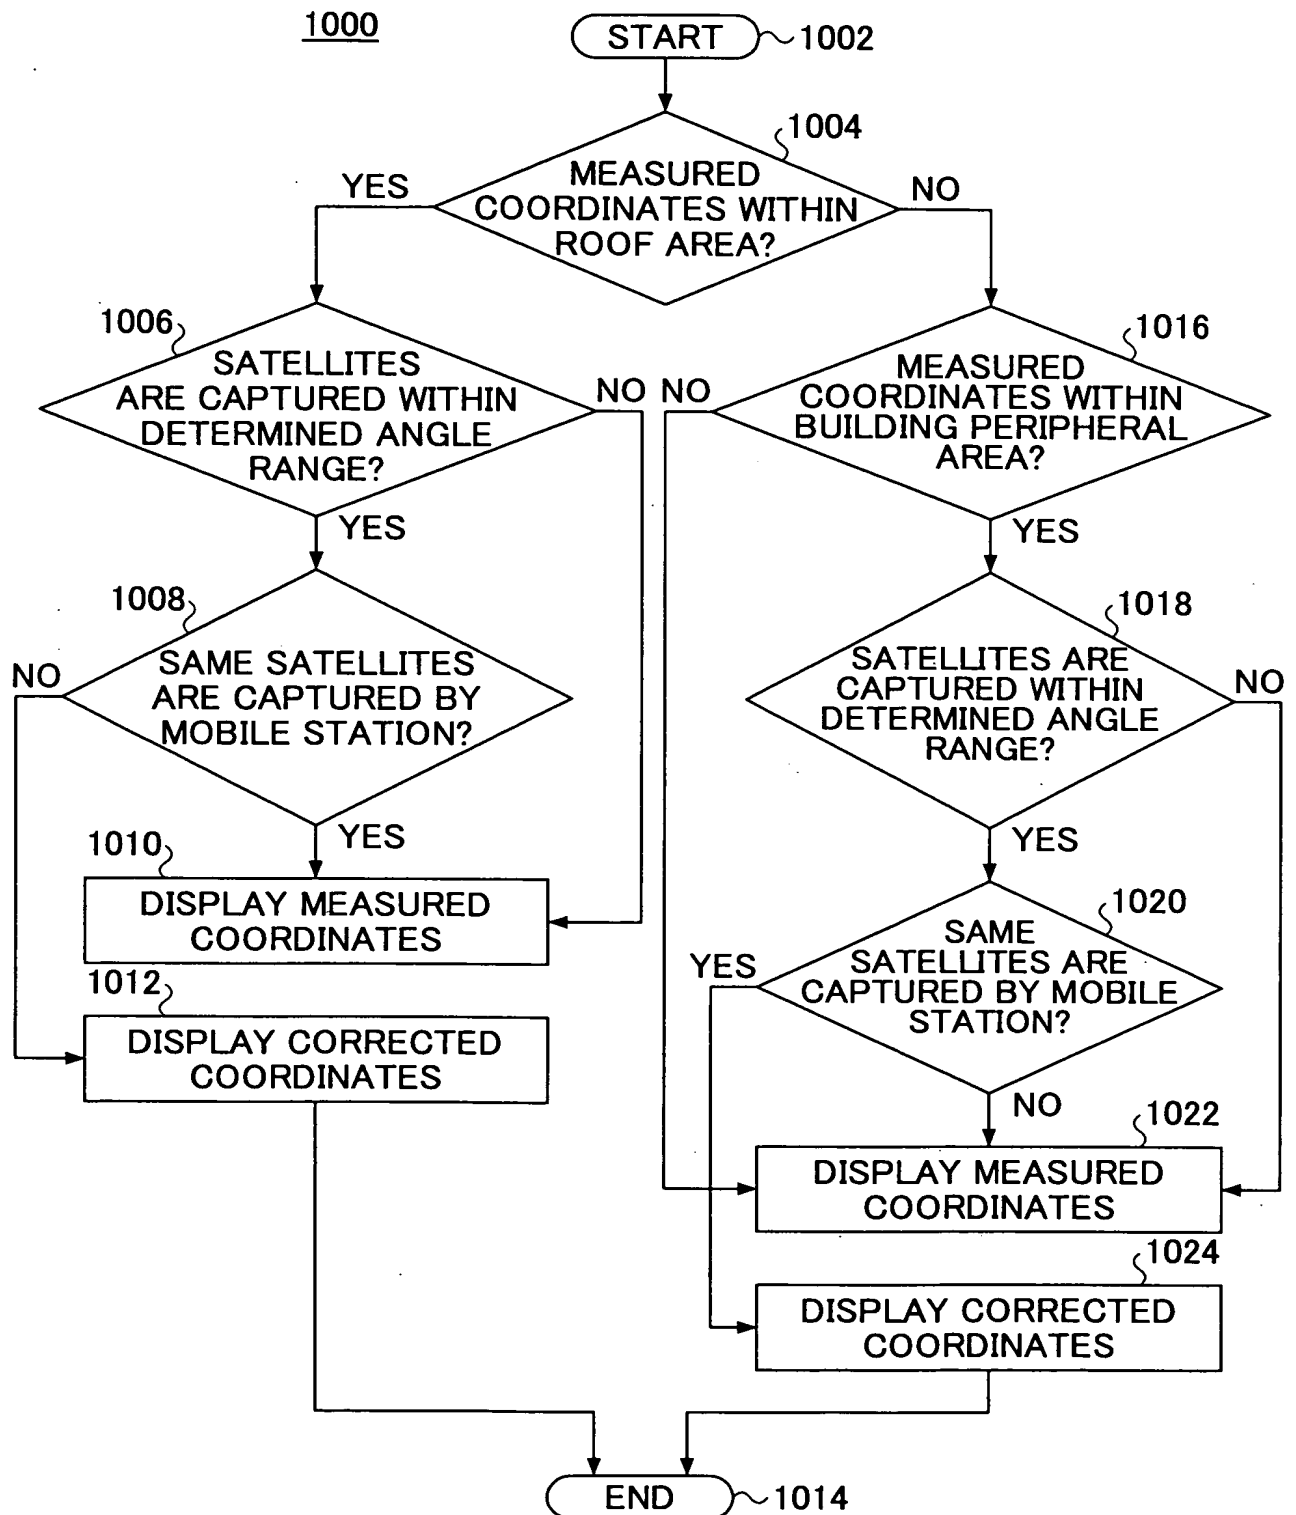 1000
START
1002
1004
MEASURED
COORDINATES WITHIN
ROOF AREA?
YES
NO
1006
SATELLITES
ARE CAPTURED WITHIN
DETERMINED ANGLE
RANGE?
NO
YES
1016
MEASURED
COORDINATES WITHIN
BUILDING PERIPHERAL
AREA?
NO
YES
1008
SAME SATELLITES
ARE CAPTURED BY
MOBILE STATION?
NO
YES
1018
SATELLITES ARE
CAPTURED WITHIN
DETERMINED ANGLE
RANGE?
NO
YES
1010
DISPLAY MEASURED
COORDINATES
1012
DISPLAY CORRECTED
COORDINATES
1020
SAME
SATELLITES ARE
CAPTURED BY MOBILE
STATION?
YES
NO
1022
DISPLAY MEASURED
COORDINATES
1024
DISPLAY CORRECTED
COORDINATES
END
1014